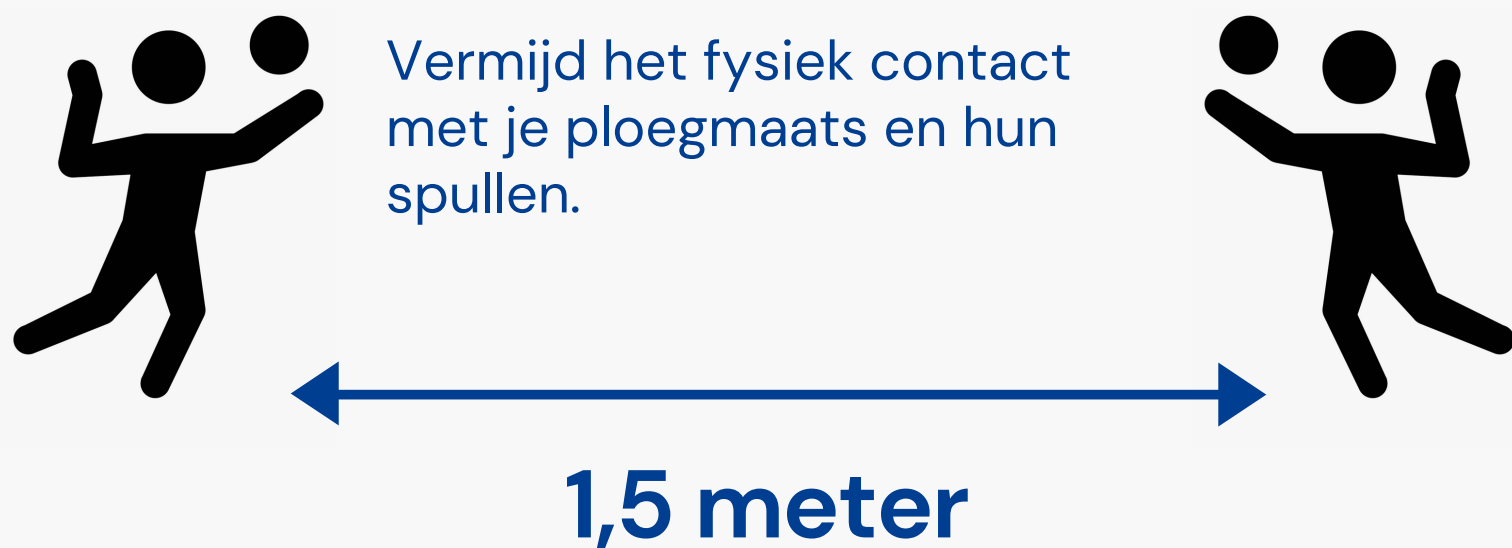 Vermijd het fysiek contact
met je ploegmaats en hun
spullen.
1,5 meter